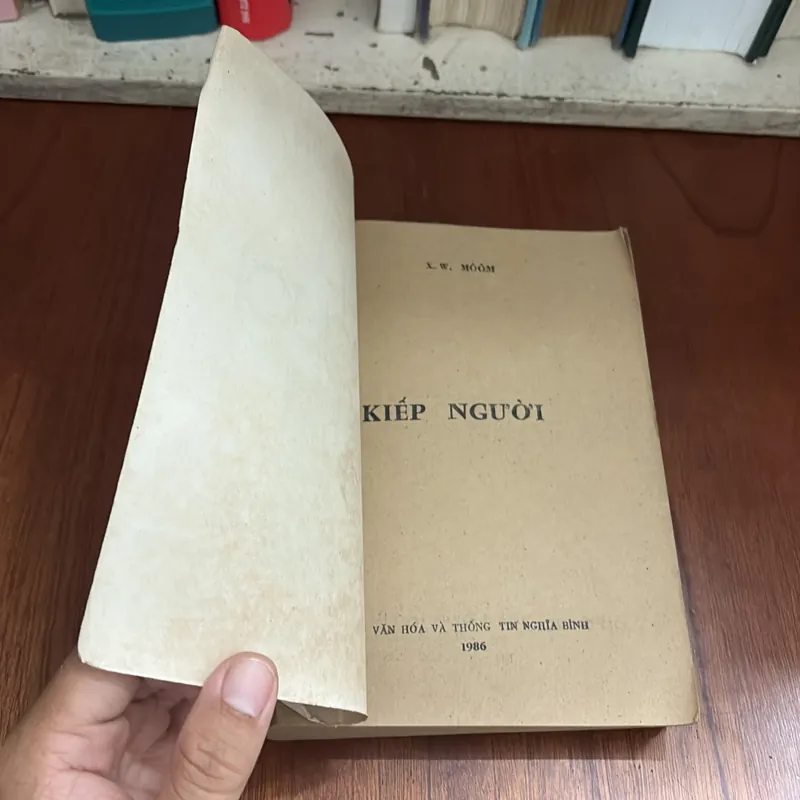 X. W. MÔÔM
KIẾP NGƯỜI
VĂN HÓA VÀ THÔNG TIN NGHĨA BÌNH
1986